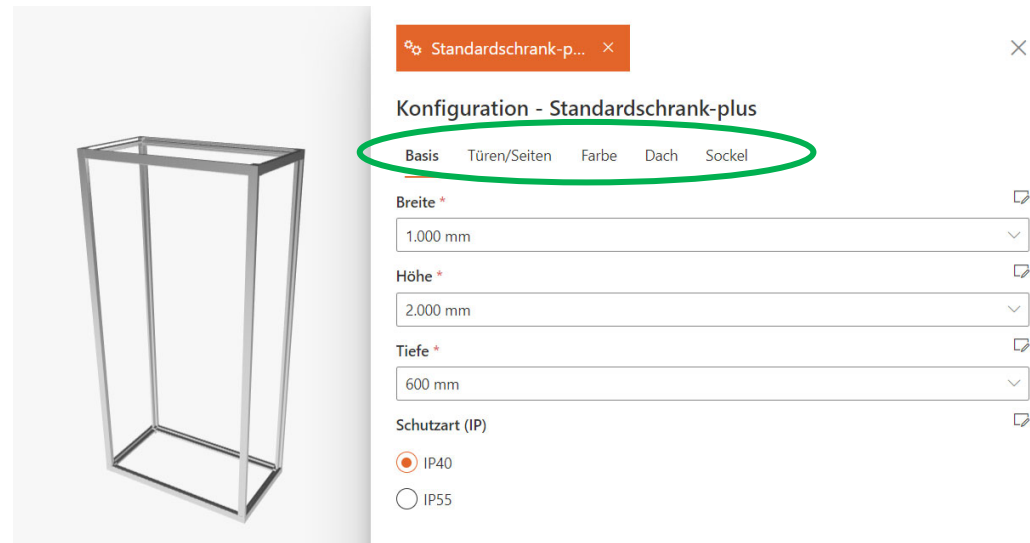 Standardschrank-p...
Konfiguration - Standardschrank-plus
Basis Türen/Seiten Farbe Dach Sockel
Breite *
1.000 mm
Höhe *
2.000 mm
Tiefe *
600 mm
Schutzart (IP)
IP40
IP55